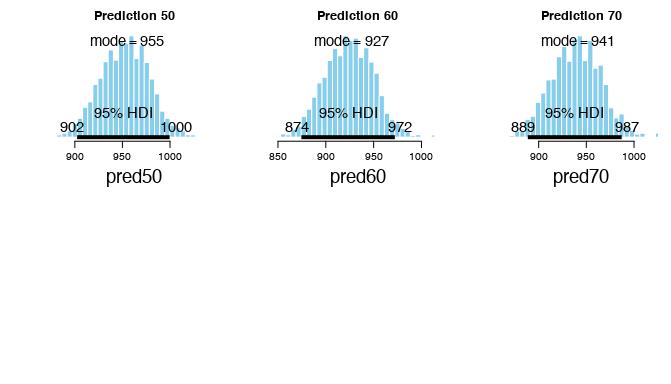 Prediction 50
mode = 955
95% HDI
902 1000
900 950 1000
pred50
Prediction 60
mode = 927
95% HDI
874 972
850 900 950 1000
pred60
Prediction 70
mode = 941
95% HDI
889 987
900 950 1000
pred70